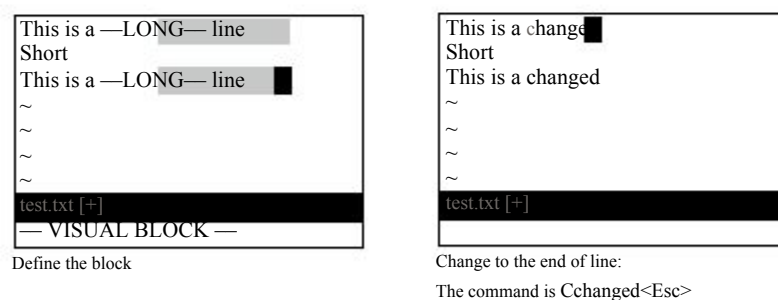 This is a —LONG— line
Short
This is a —LONG— line
~
~
~
~
test.txt [+]
— VISUAL BLOCK —
Define the block
This is a change
Short
This is a changed
~
~
~
~
test.txt [+]
Change to the end of line:
The command is Cchanged<Esc>